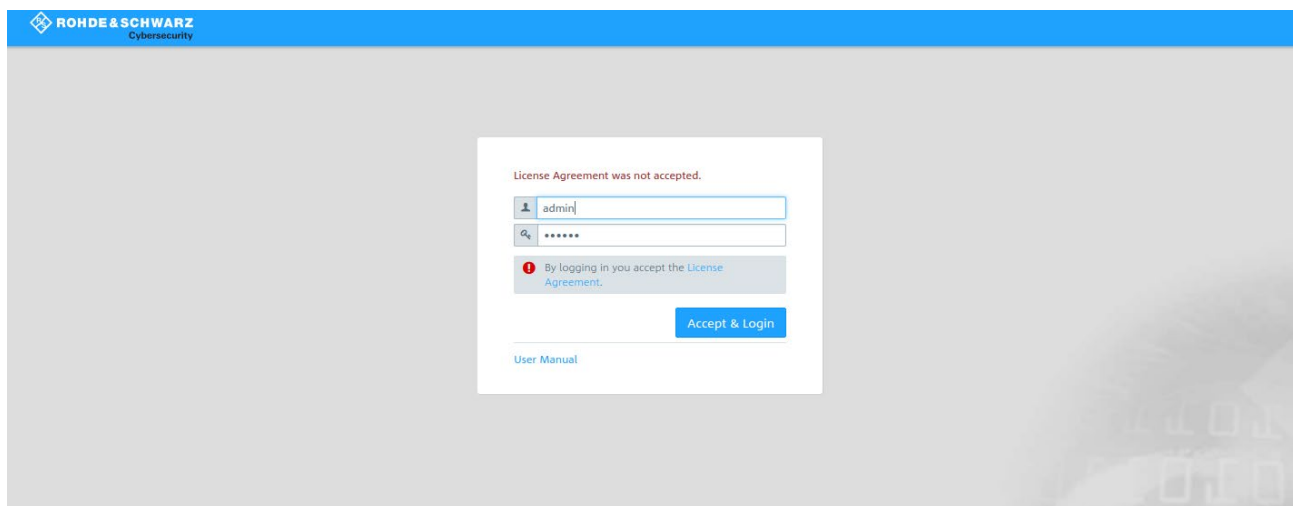 ROHDE&SCHWARZ
Cybersecurity
License Agreement was not accepted.
admin
••••••
By logging in you accept the License
Agreement.
Accept & Login
User Manual